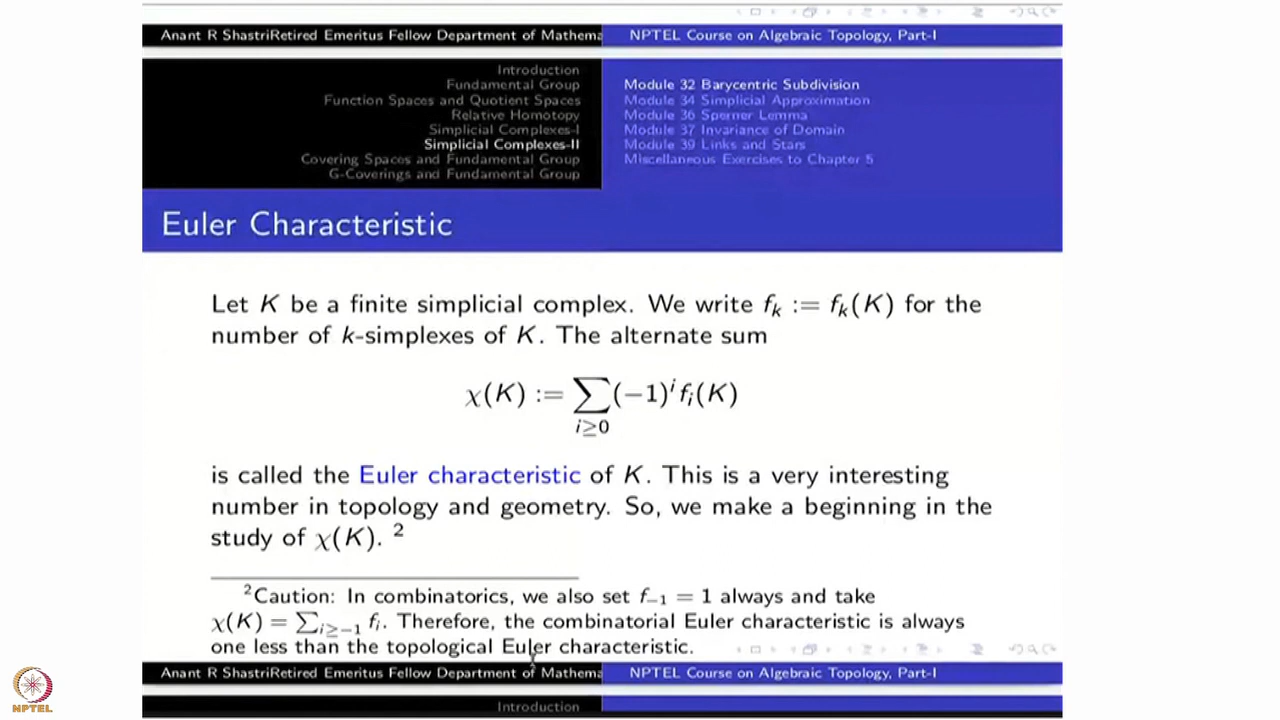 Anant R ShastriRetired Emeritus Fellow Department of Mathema
NPTEL Course on Algebraic Topology, Part-I
Introduction
Fundamental Group
Function Spaces and Quotient Spaces
Relative Homotopy
Simplicial Complexes-I
Simplicial Complexes-II
Covering Spaces and Fundamental Group
G-Coverings and Fundamental Group
Module 32 Barycentric Subdivision
Module 34 Simplicial Approximation
Module 36 Sperner Lemma
Module 37 Invariance of Domain
Module 39 Links and Stars
Miscellaneous Exercises to Chapter 5
Euler Characteristic
Let K be a finite simplicial complex. We write f_k := f_k(K) for the
number of k-simplexes of K. The alternate sum
χ(K) := ∑_{i≥0} (−1)^i f_i(K)
is called the Euler characteristic of K. This is a very interesting
number in topology and geometry. So, we make a beginning in the
study of χ(K). ²
²Caution: In combinatorics, we also set f_{−1} = 1 always and take
χ(K) = ∑_{i≥−1} f_i. Therefore, the combinatorial Euler characteristic is always
one less than the topological Euler characteristic.
Anant R ShastriRetired Emeritus Fellow Department of Mathema
NPTEL Course on Algebraic Topology, Part-I
Introduction
NPTEL